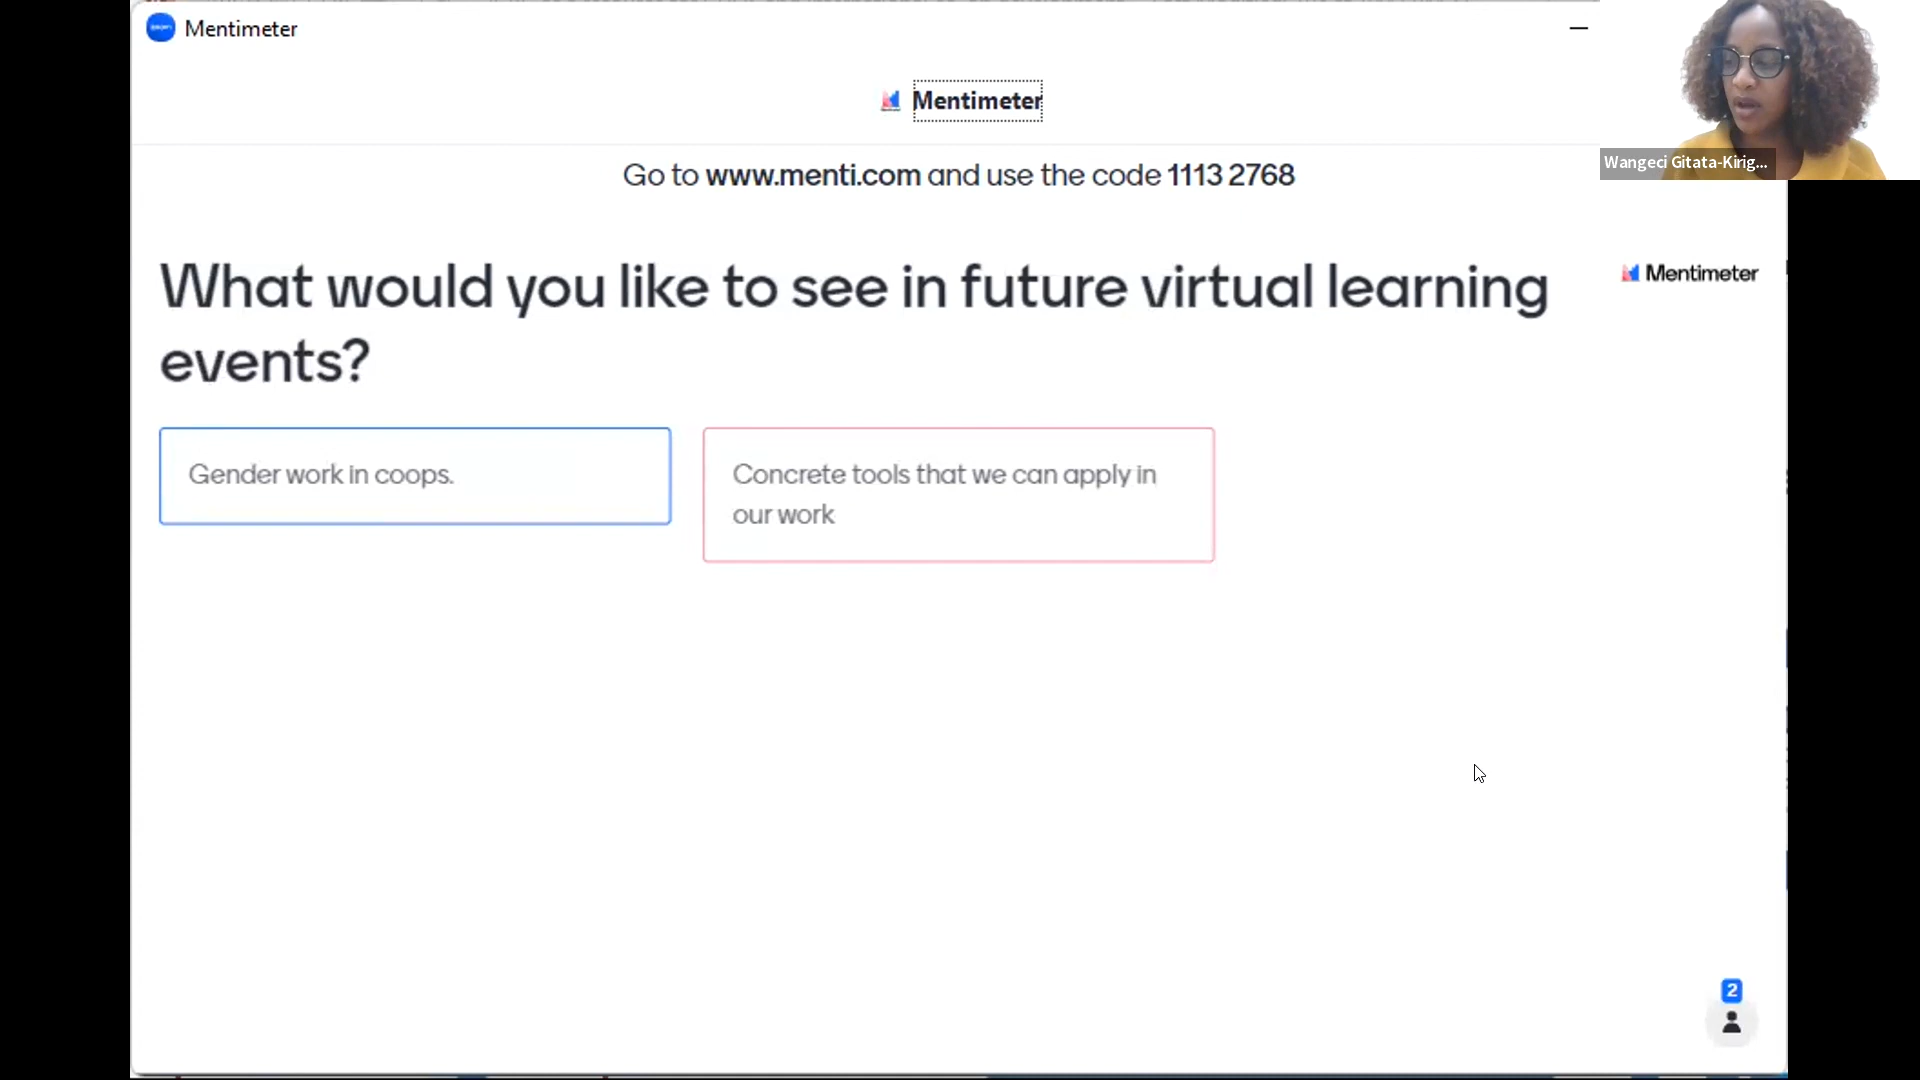 Mentimeter
Mentimeter
Wangeci Gitata-Kirig...
Go to www.menti.com and use the code 1113 2768
What would you like to see in future virtual learning
events?
Mentimeter
Gender work in coops.
Concrete tools that we can apply in
our work
2